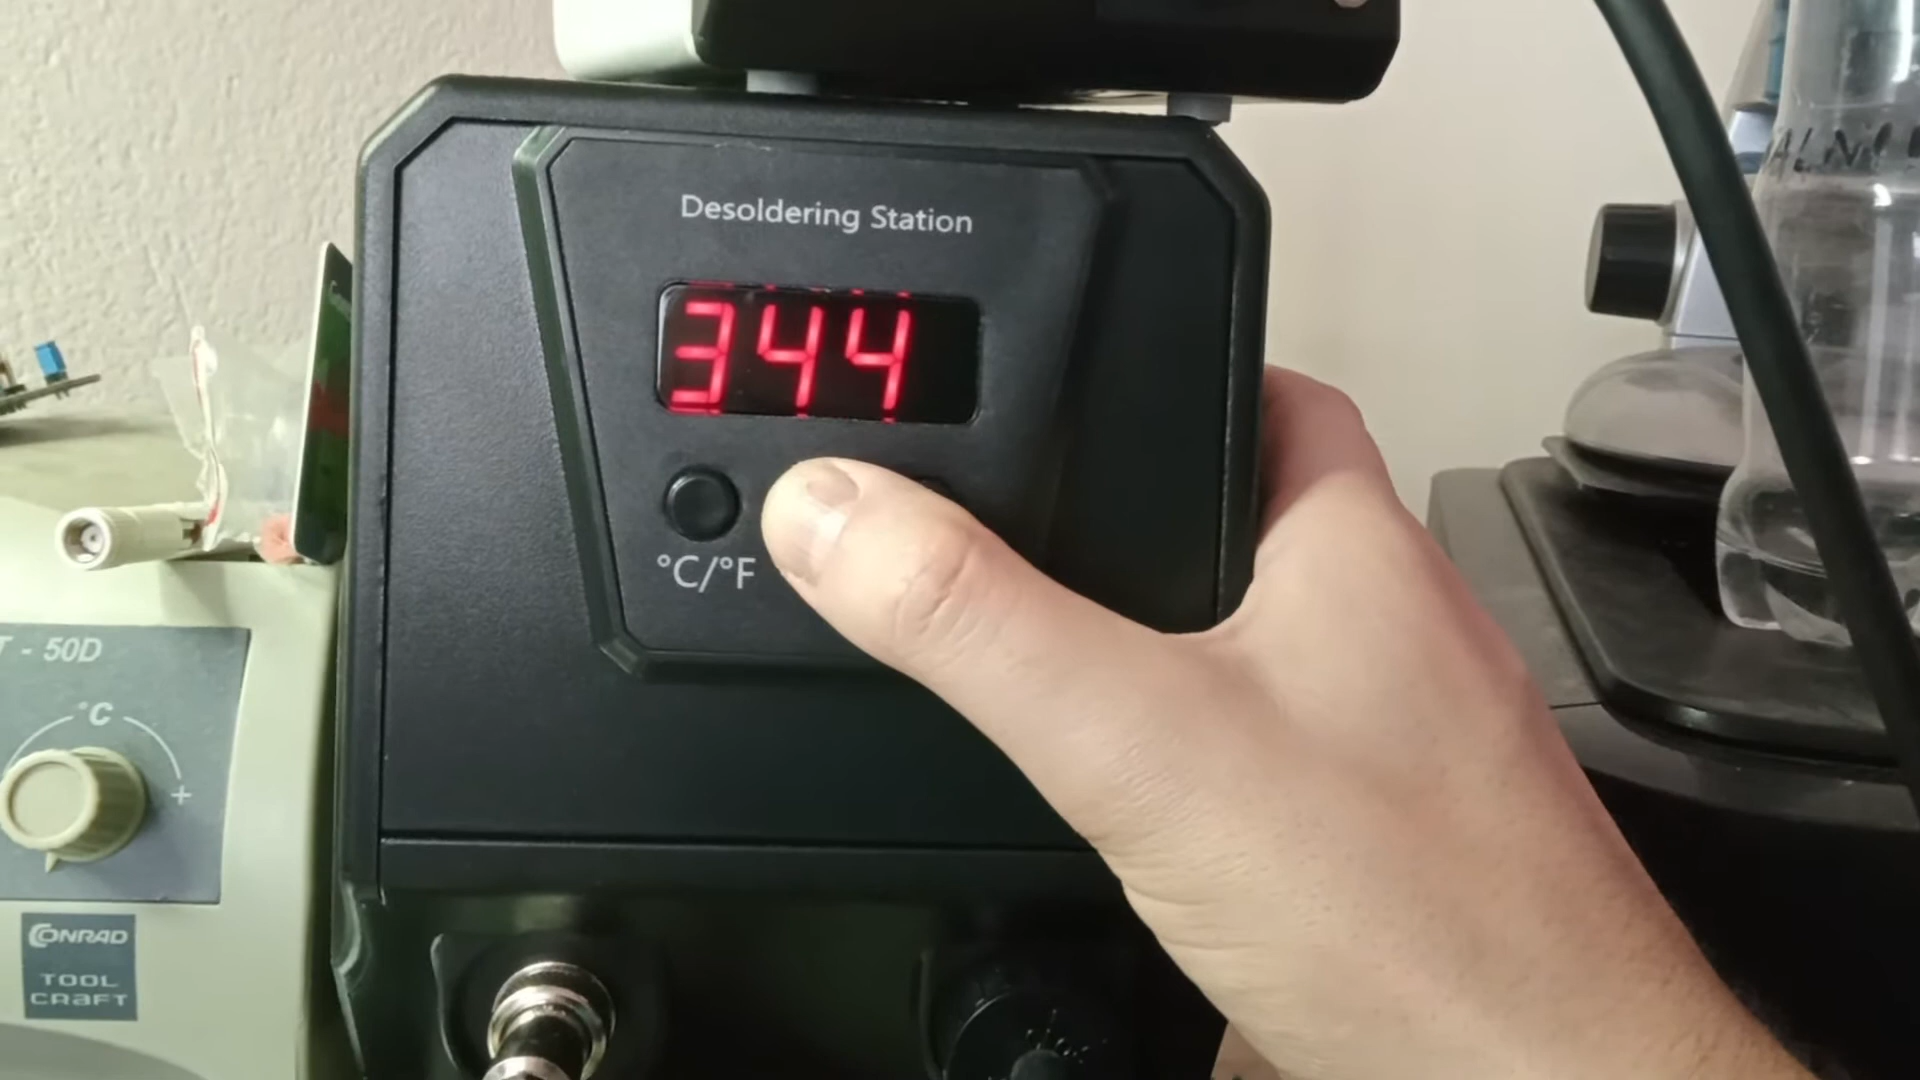 Desoldering Station
344
°C/°F
T - 50D
°C
+
CONRAD
TOOL
CRAFT